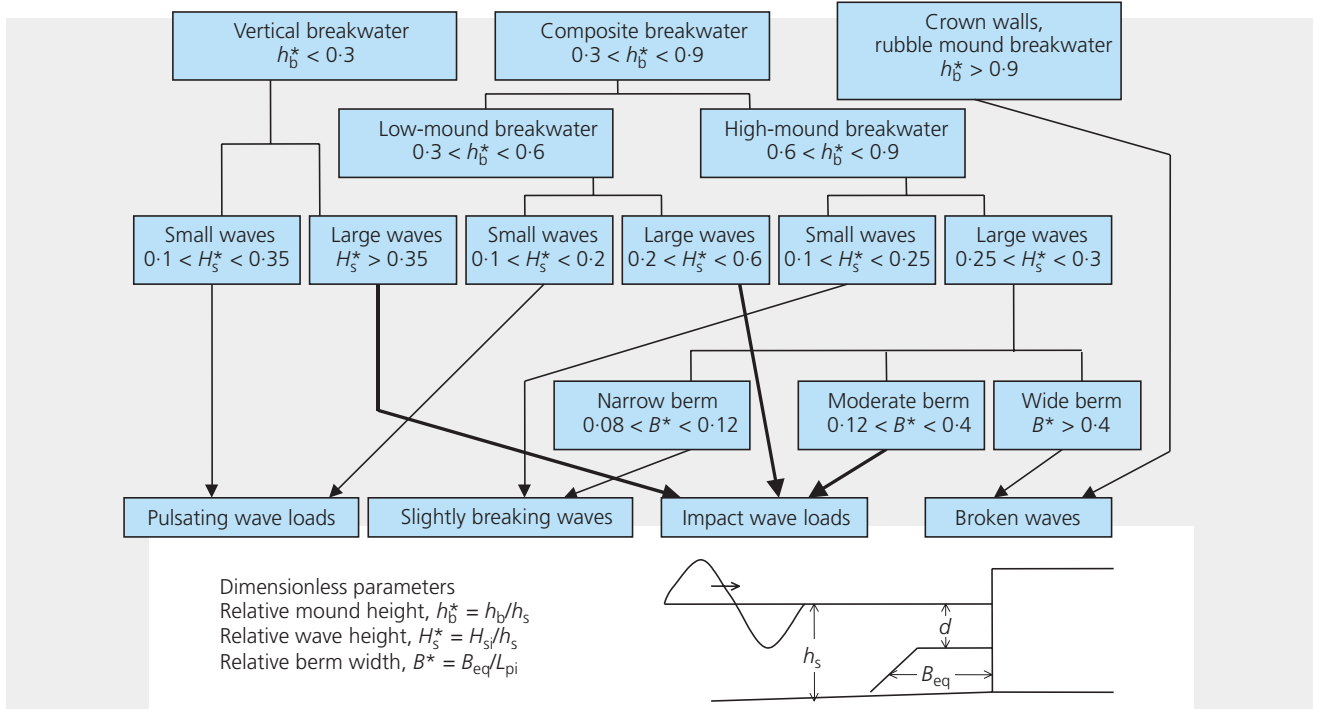 Vertical breakwater
h*b < 0·3
Composite breakwater
0·3 < h*b < 0·9
Crown walls,
rubble mound breakwater
h*b > 0·9
Low-mound breakwater
0·3 < h*b < 0·6
High-mound breakwater
0·6 < h*b < 0·9
Small waves
0·1 < H*s < 0·35
Large waves
H*s > 0·35
Small waves
0·1 < H*s < 0·2
Large waves
0·2 < H*s < 0·6
Small waves
0·1 < H*s < 0·25
Large waves
0·25 < H*s < 0·3
Narrow berm
0·08 < B* < 0·12
Moderate berm
0·12 < B* < 0·4
Wide berm
B* > 0·4
Pulsating wave loads
Slightly breaking waves
Impact wave loads
Broken waves
Dimensionless parameters
Relative mound height, h*b = hb/hs
Relative wave height, H*s = Hsi/hs
Relative berm width, B* = Beq/Lpi
hs
d
Beq